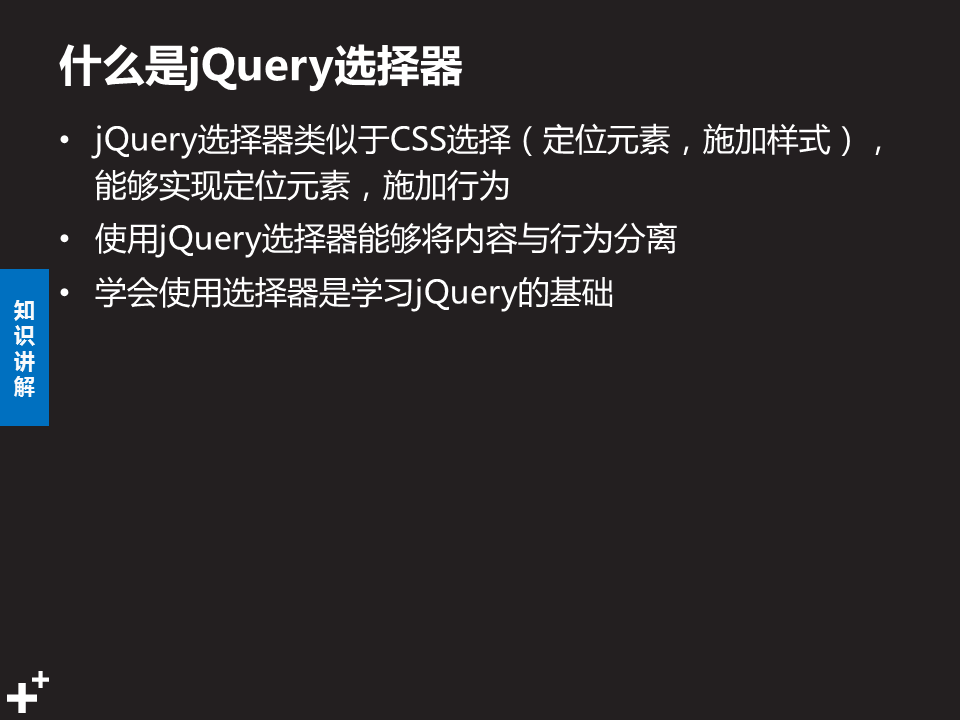 什么是jQuery选择器
• jQuery选择器类似于CSS选择（定位元素，施加样式），
能够实现定位元素，施加行为
• 使用jQuery选择器能够将内容与行为分离
• 学会使用选择器是学习jQuery的基础
知
识
讲
解